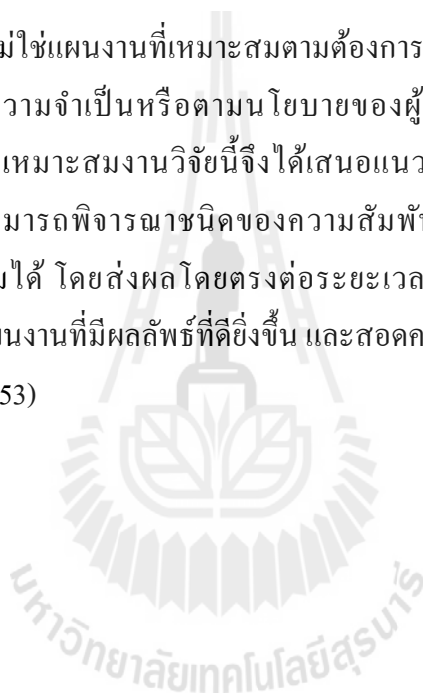 ม่ใช่แผนงานที่เหมาะสมตามต้องการ
วามจำเป็นหรือตามนโยบายของผู้
เหมาะสมงานวิจัยนี้จึงได้เสนอแนว
ามารถพิจารณาชนิดของความสัมพัน
มได้ โดยส่งผลโดยตรงต่อระยะเวล
ผนงานที่มีผลลัพธ์ที่ดียิ่งขึ้น และสอดค
53)
มหาวิทยาลัยเทคโนโลยีสุรนารี